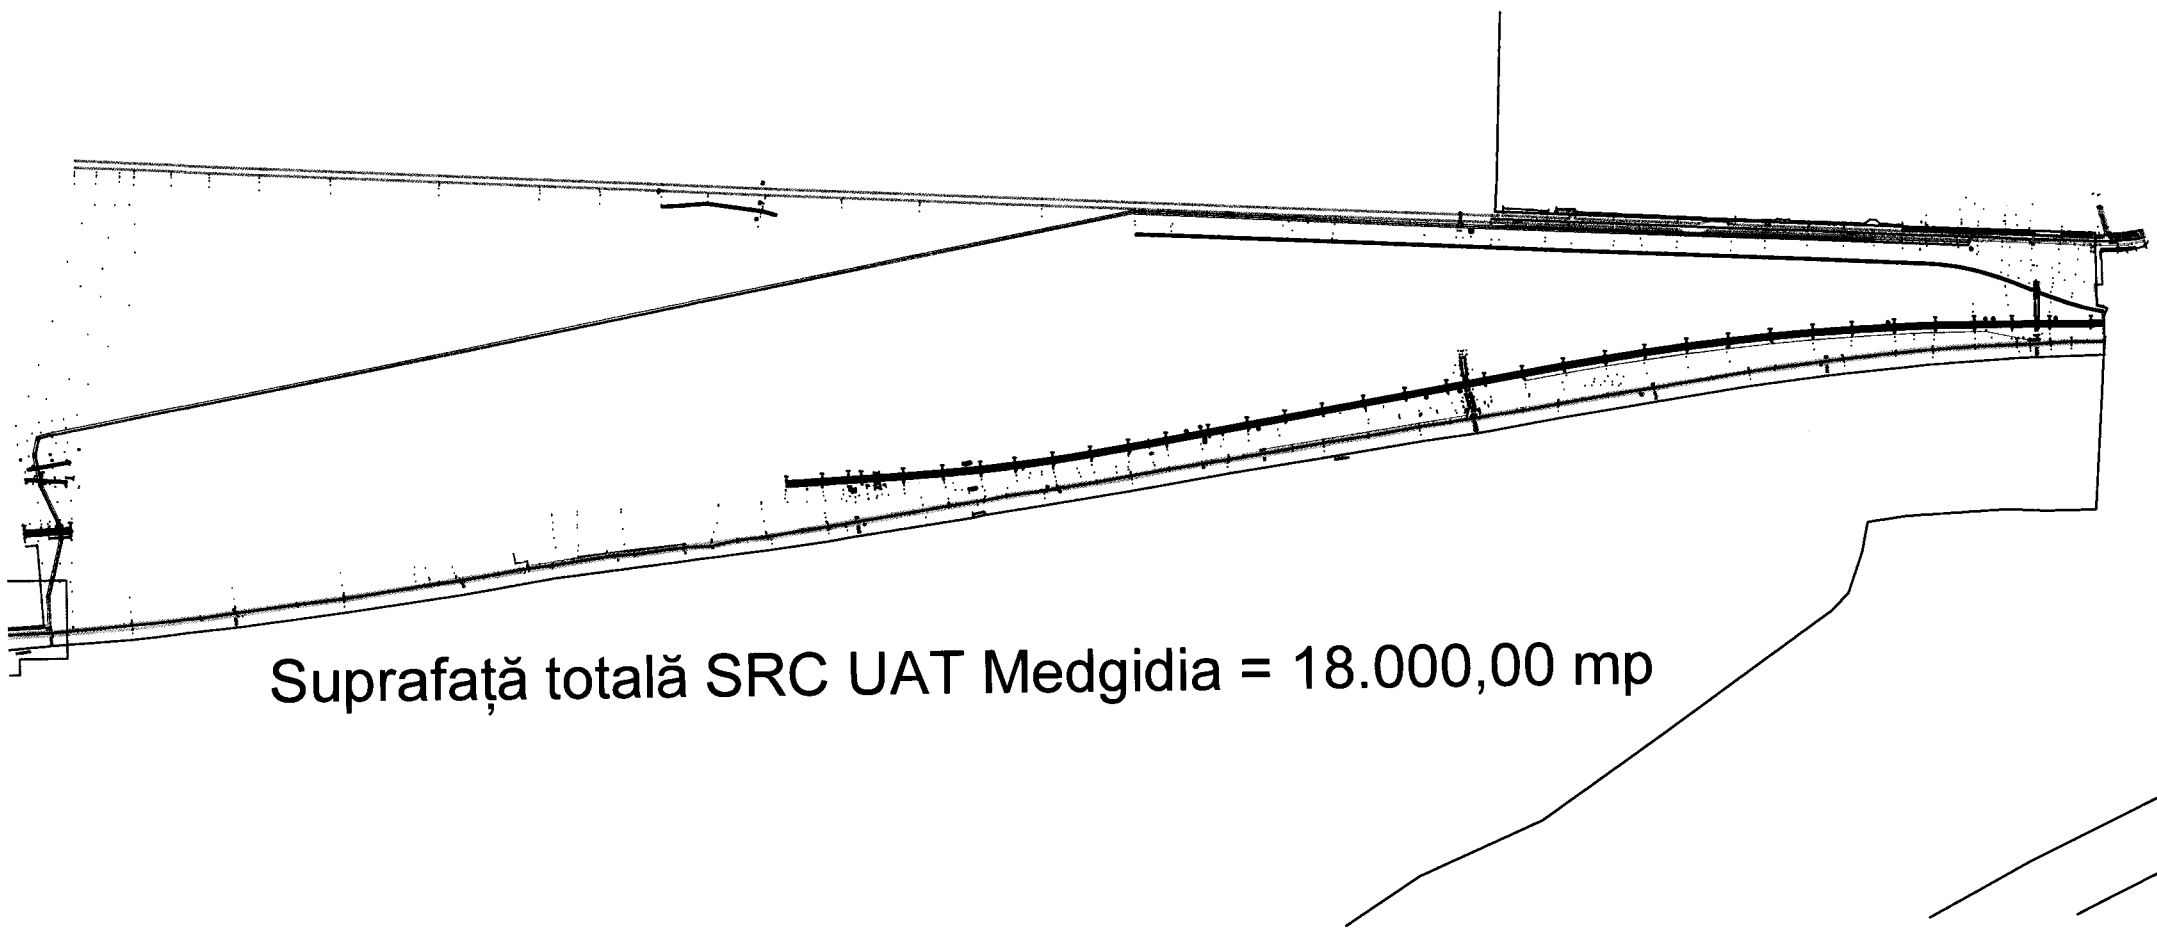 Suprafață totală SRC UAT Medgidia = 18.000,00 mp